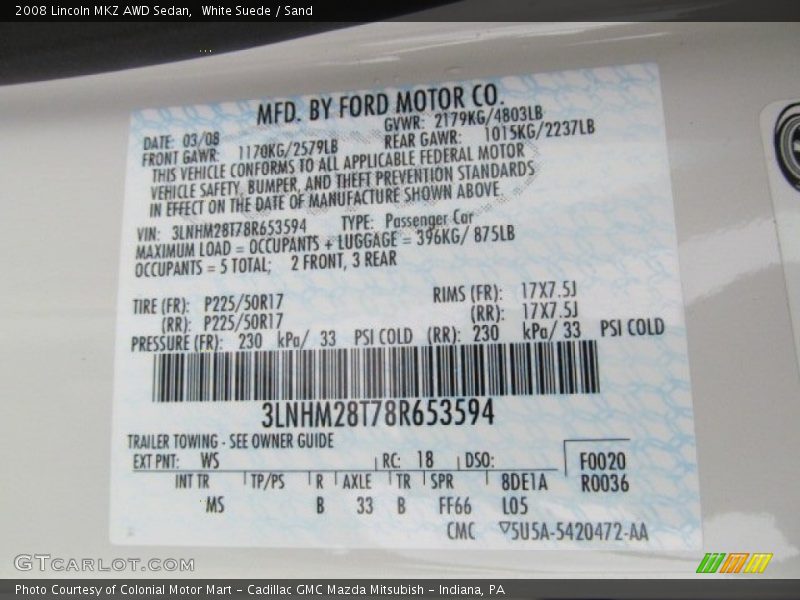 2008 Lincoln MKZ AWD Sedan,  White Suede / Sand
MFD. BY FORD MOTOR CO.
DATE: 03/08 GVWR: 2179KG/4803LB
FRONT GAWR: 1170KG/2579LB REAR GAWR: 1015KG/2237LB
THIS VEHICLE CONFORMS TO ALL APPLICABLE FEDERAL MOTOR
VEHICLE SAFETY, BUMPER, AND THEFT PREVENTION STANDARDS
IN EFFECT ON THE DATE OF MANUFACTURE SHOWN ABOVE.
VIN: 3LNHM28T78R653594 TYPE: Passenger Car
MAXIMUM LOAD = OCCUPANTS + LUGGAGE = 396KG/ 875LB
OCCUPANTS = 5 TOTAL; 2 FRONT, 3 REAR
TIRE (FR): P225/50R17 RIMS (FR): 17X7.5J
(RR): P225/50R17 (RR): 17X7.5J
PRESSURE (FR): 230 kPa/ 33 PSI COLD (RR): 230 kPa/ 33 PSI COLD
3LNHM28T78R653594
TRAILER TOWING - SEE OWNER GUIDE
EXT PNT: WS RC: 18 DSO: F0020
INT TR TP/PS R AXLE TR SPR 8DE1A R0036
MS B 33 B FF66 L05
CMC ▽5U5A-5420472-AA
GTCARLOT.COM
Photo Courtesy of Colonial Motor Mart - Cadillac GMC Mazda Mitsubish - Indiana, PA